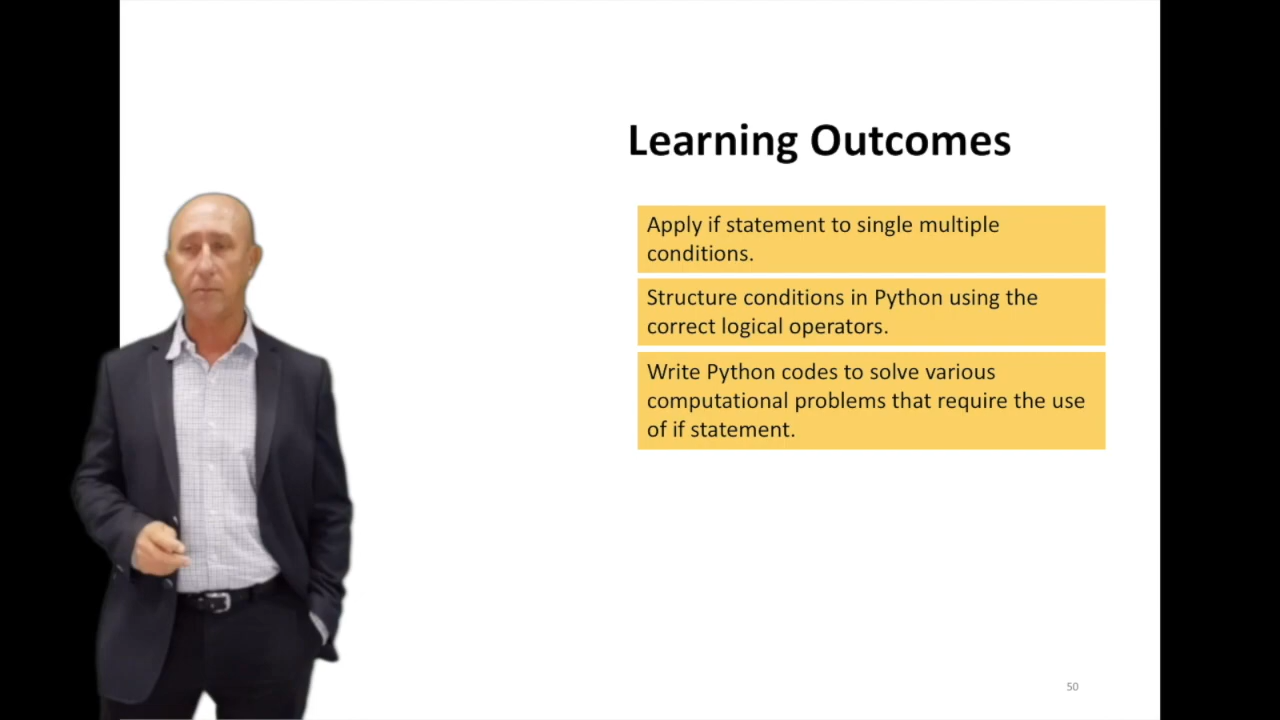 Learning Outcomes
Apply if statement to single multiple
conditions.
Structure conditions in Python using the
correct logical operators.
Write Python codes to solve various
computational problems that require the use
of if statement.
50